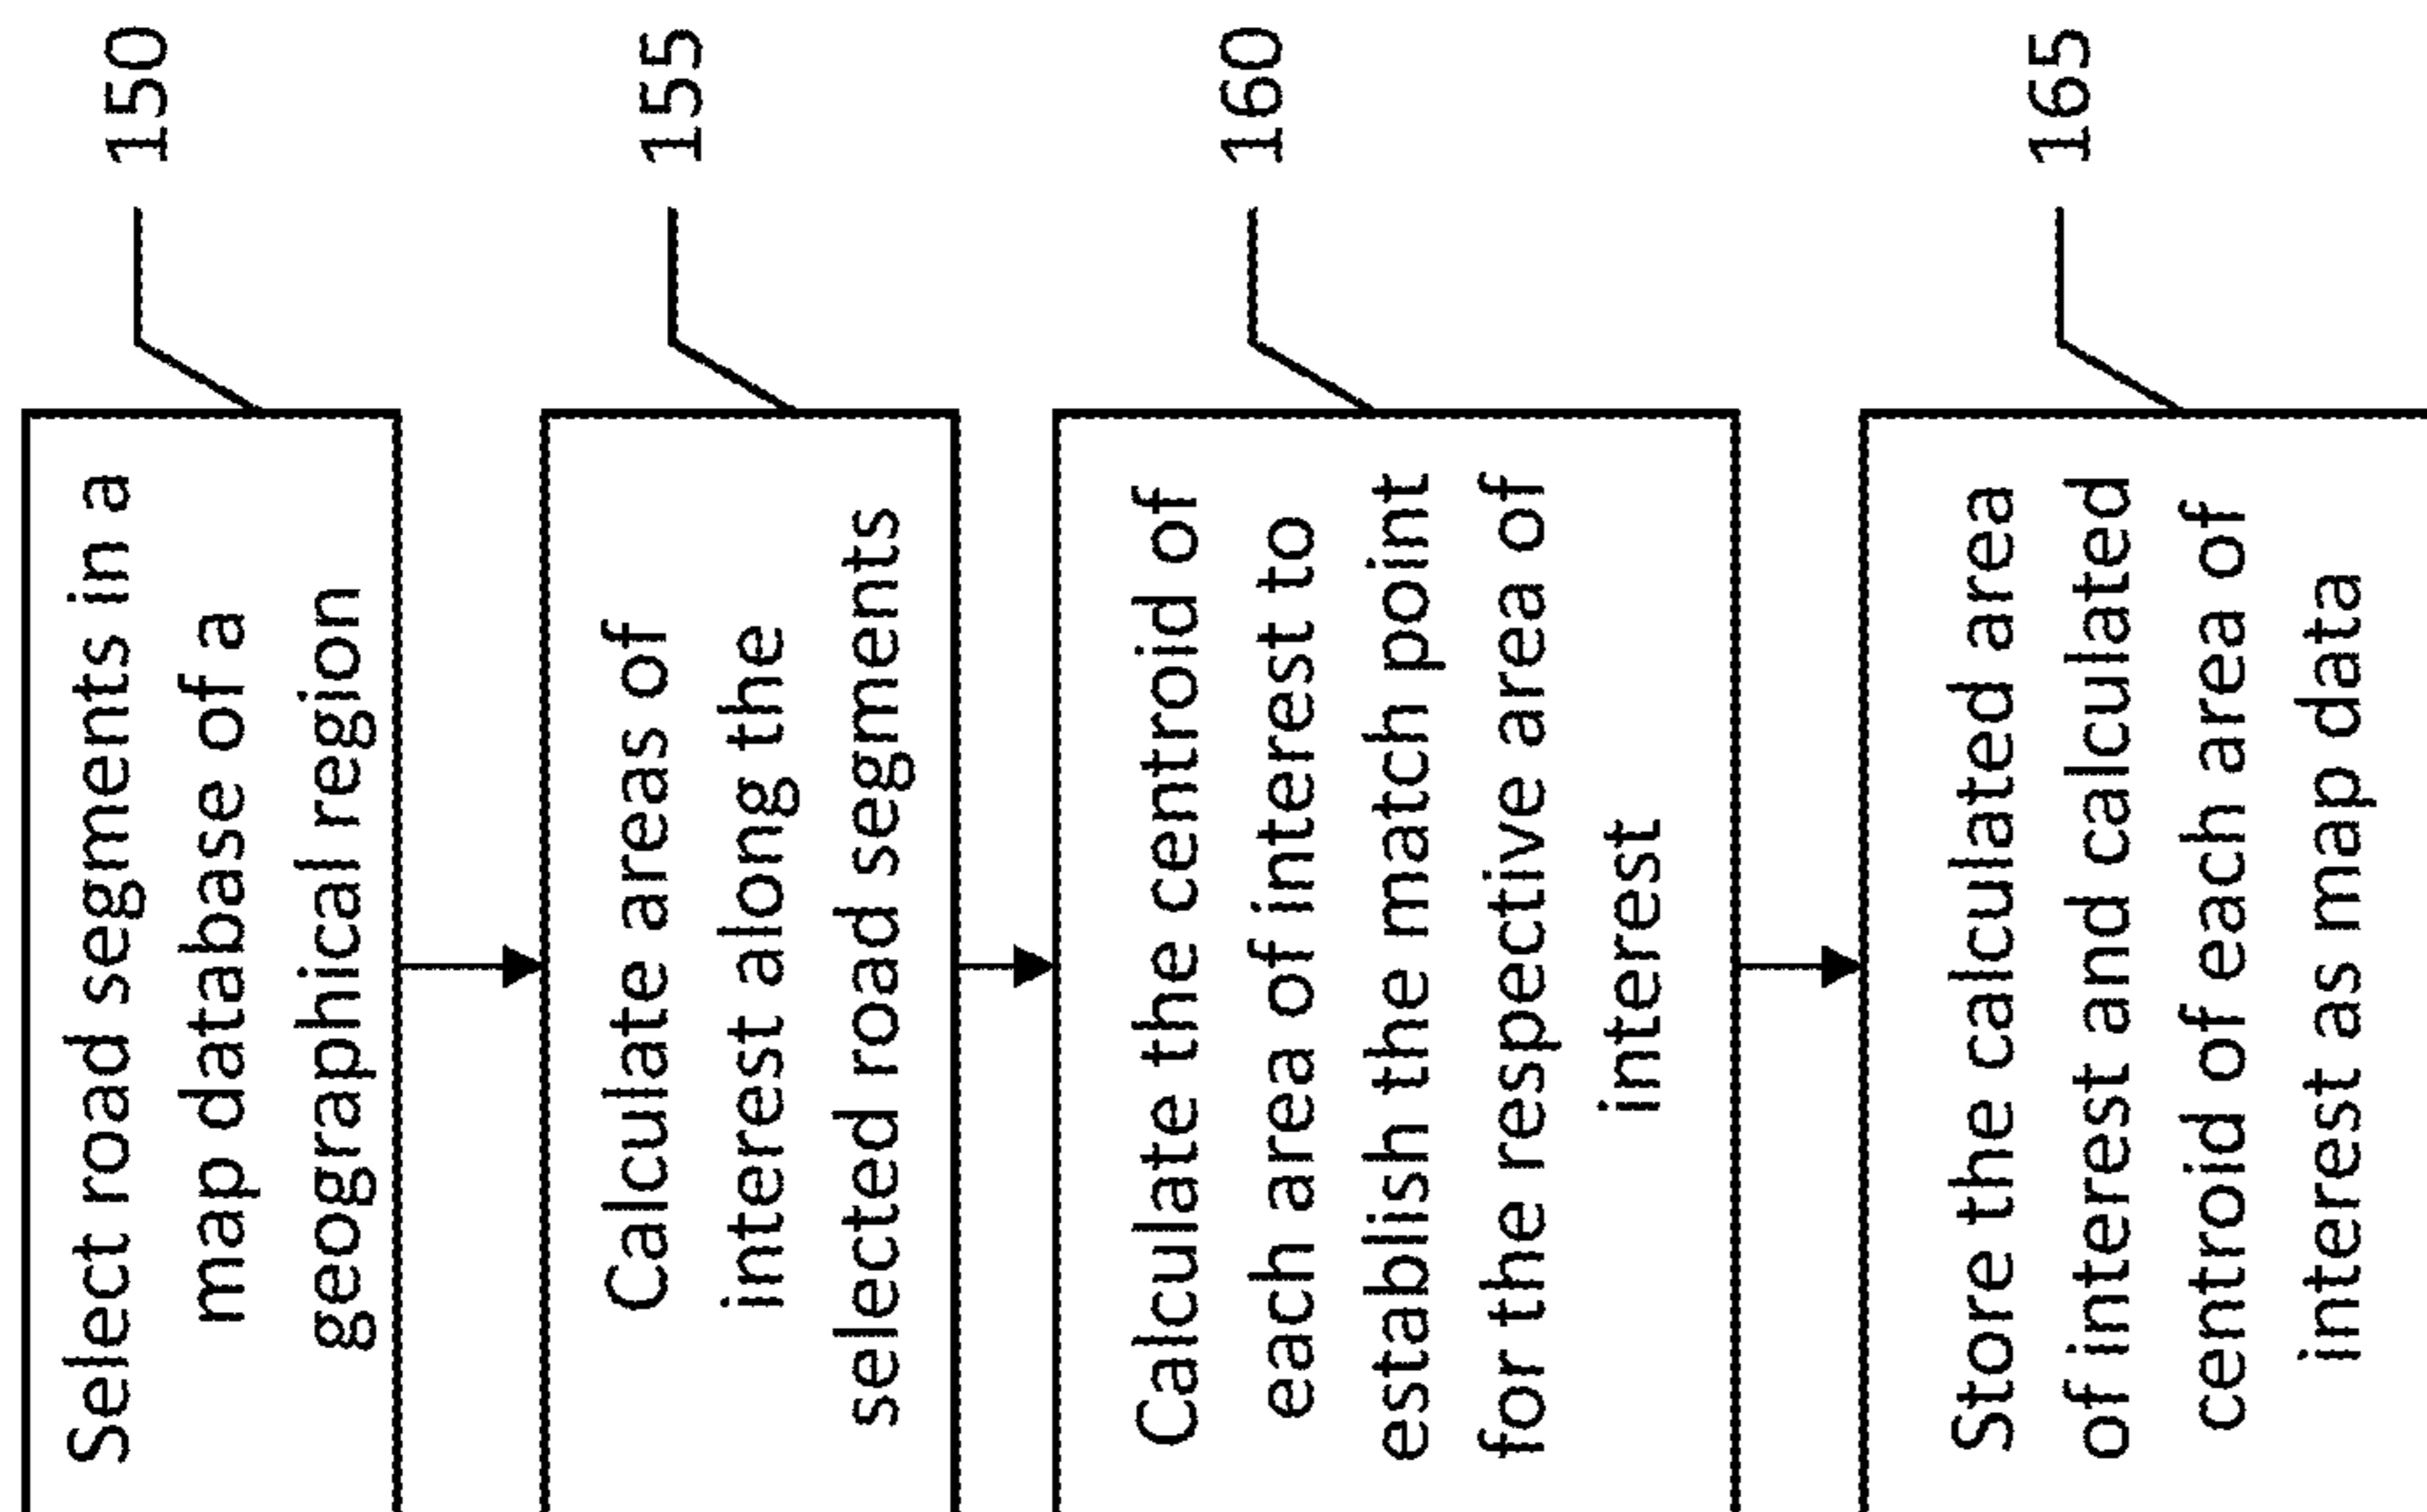 Select road segments in a
map database of a
geographical region
150
Calculate areas of
interest along the
selected road segments
155
Calculate the centroid of
each area of interest to
establish the match point
for the respective area of
interest
160
Store the calculated area
of interest and calculated
centroid of each area of
interest as map data
165